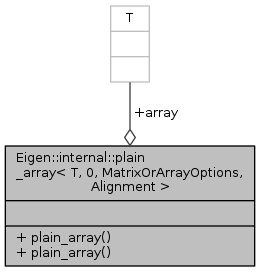 T
+array
Eigen::internal::plain
_array< T, 0, MatrixOrArrayOptions,
Alignment >
+ plain_array()
+ plain_array()